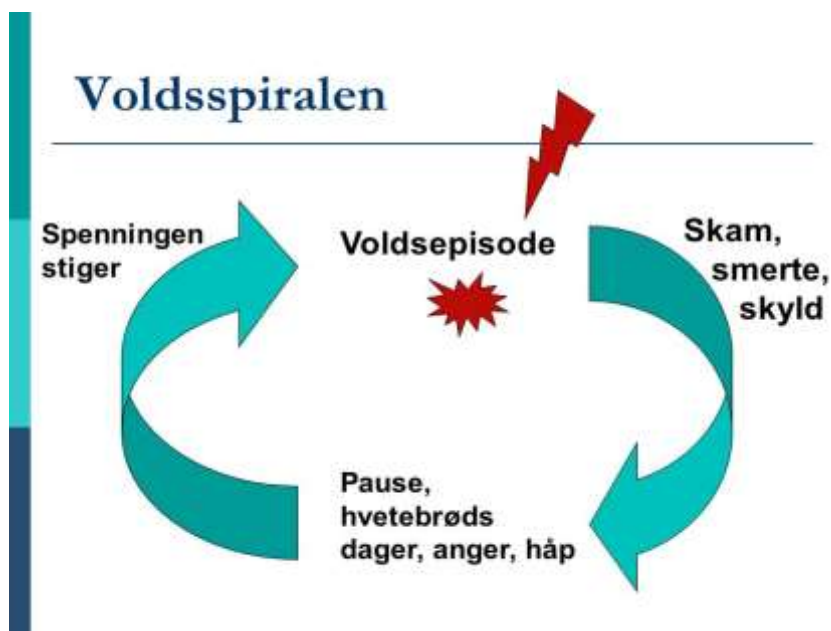 Voldsspiralen
Spenningen
stiger
Voldsepisode
Skam,
smerte,
skyld
Pause,
hvetebrøds
dager, anger, håp